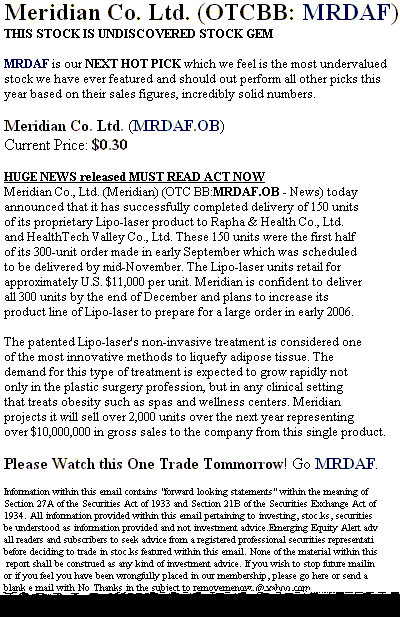 Meridian Co. Ltd. (OTCBB: MRDAF)
THIS STOCK IS UNDISCOVERED STOCK GEM
MRDAF is our NEXT HOT PICK which we feel is the most undervalued
stock we have ever featured and should out perform all other picks this
year based on their sales figures, incredibly solid numbers.
Meridian Co. Ltd. (MRDAF.OB)
Current Price: $0.30
HUGE NEWS released MUST READ ACT NOW
Meridian Co., Ltd. (Meridian) (OTC BB:MRDAF.OB - News) today
announced that it has successfully completed delivery of 150 units
of its proprietary Lipo-laser product to Rapha & Health Co., Ltd.
and HealthTech Valley Co., Ltd. These 150 units were the first half
of its 300-unit order made in early September which was scheduled
to be delivered by mid-November. The Lipo-laser units retail for
approximately U.S. $11,000 per unit. Meridian is confident to deliver
all 300 units by the end of December and plans to increase its
product line of Lipo-laser to prepare for a large order in early 2006.
The patented Lipo-laser's non-invasive treatment is considered one
of the most innovative methods to liquefy adipose tissue. The
demand for this type of treatment is expected to grow rapidly not
only in the plastic surgery profession, but in any clinical setting
that treats obesity such as spas and wellness centers. Meridian
projects it will sell over 2,000 units over the next year representing
over $10,000,000 in gross sales to the company from this single product.
Please Watch this One Trade Tommorrow! Go MRDAF.
Information within this email contains "forward looking statements" within the meaning of
Section 27A of the Securities Act of 1933 and Section 21B of the Securities Exchange Act of
1934. All information provided within this email pertaining to investing, stoc ks, securities
be understood as information provided and not investment advice.Emerging Equity Alert adv
all readers and subscribers to seek advice from a registered professional securities representati
before deciding to trade in stoc ks featured within this email. None of the material within this
report shall be construed as any kind of investment advice. If you wish to stop future mailin
or if you feel you have been wrongfully placed in our membership, please go here or send a
blank e mail with No Thanks in the subject to removemenow @ yahoo.com